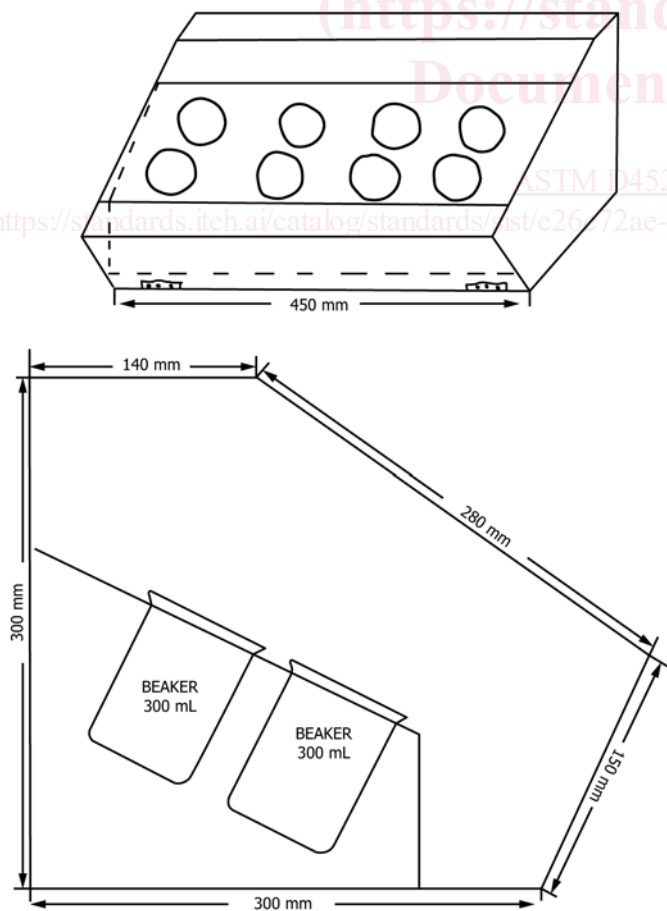 (https://stand
Documen
ASTM D452
https://standards.iteh.ai/catalog/standards/sist/e26e72ae-
450 mm
140 mm
280 mm
300 mm
BEAKER
300 mL
BEAKER
300 mL
150 mm
300 mm